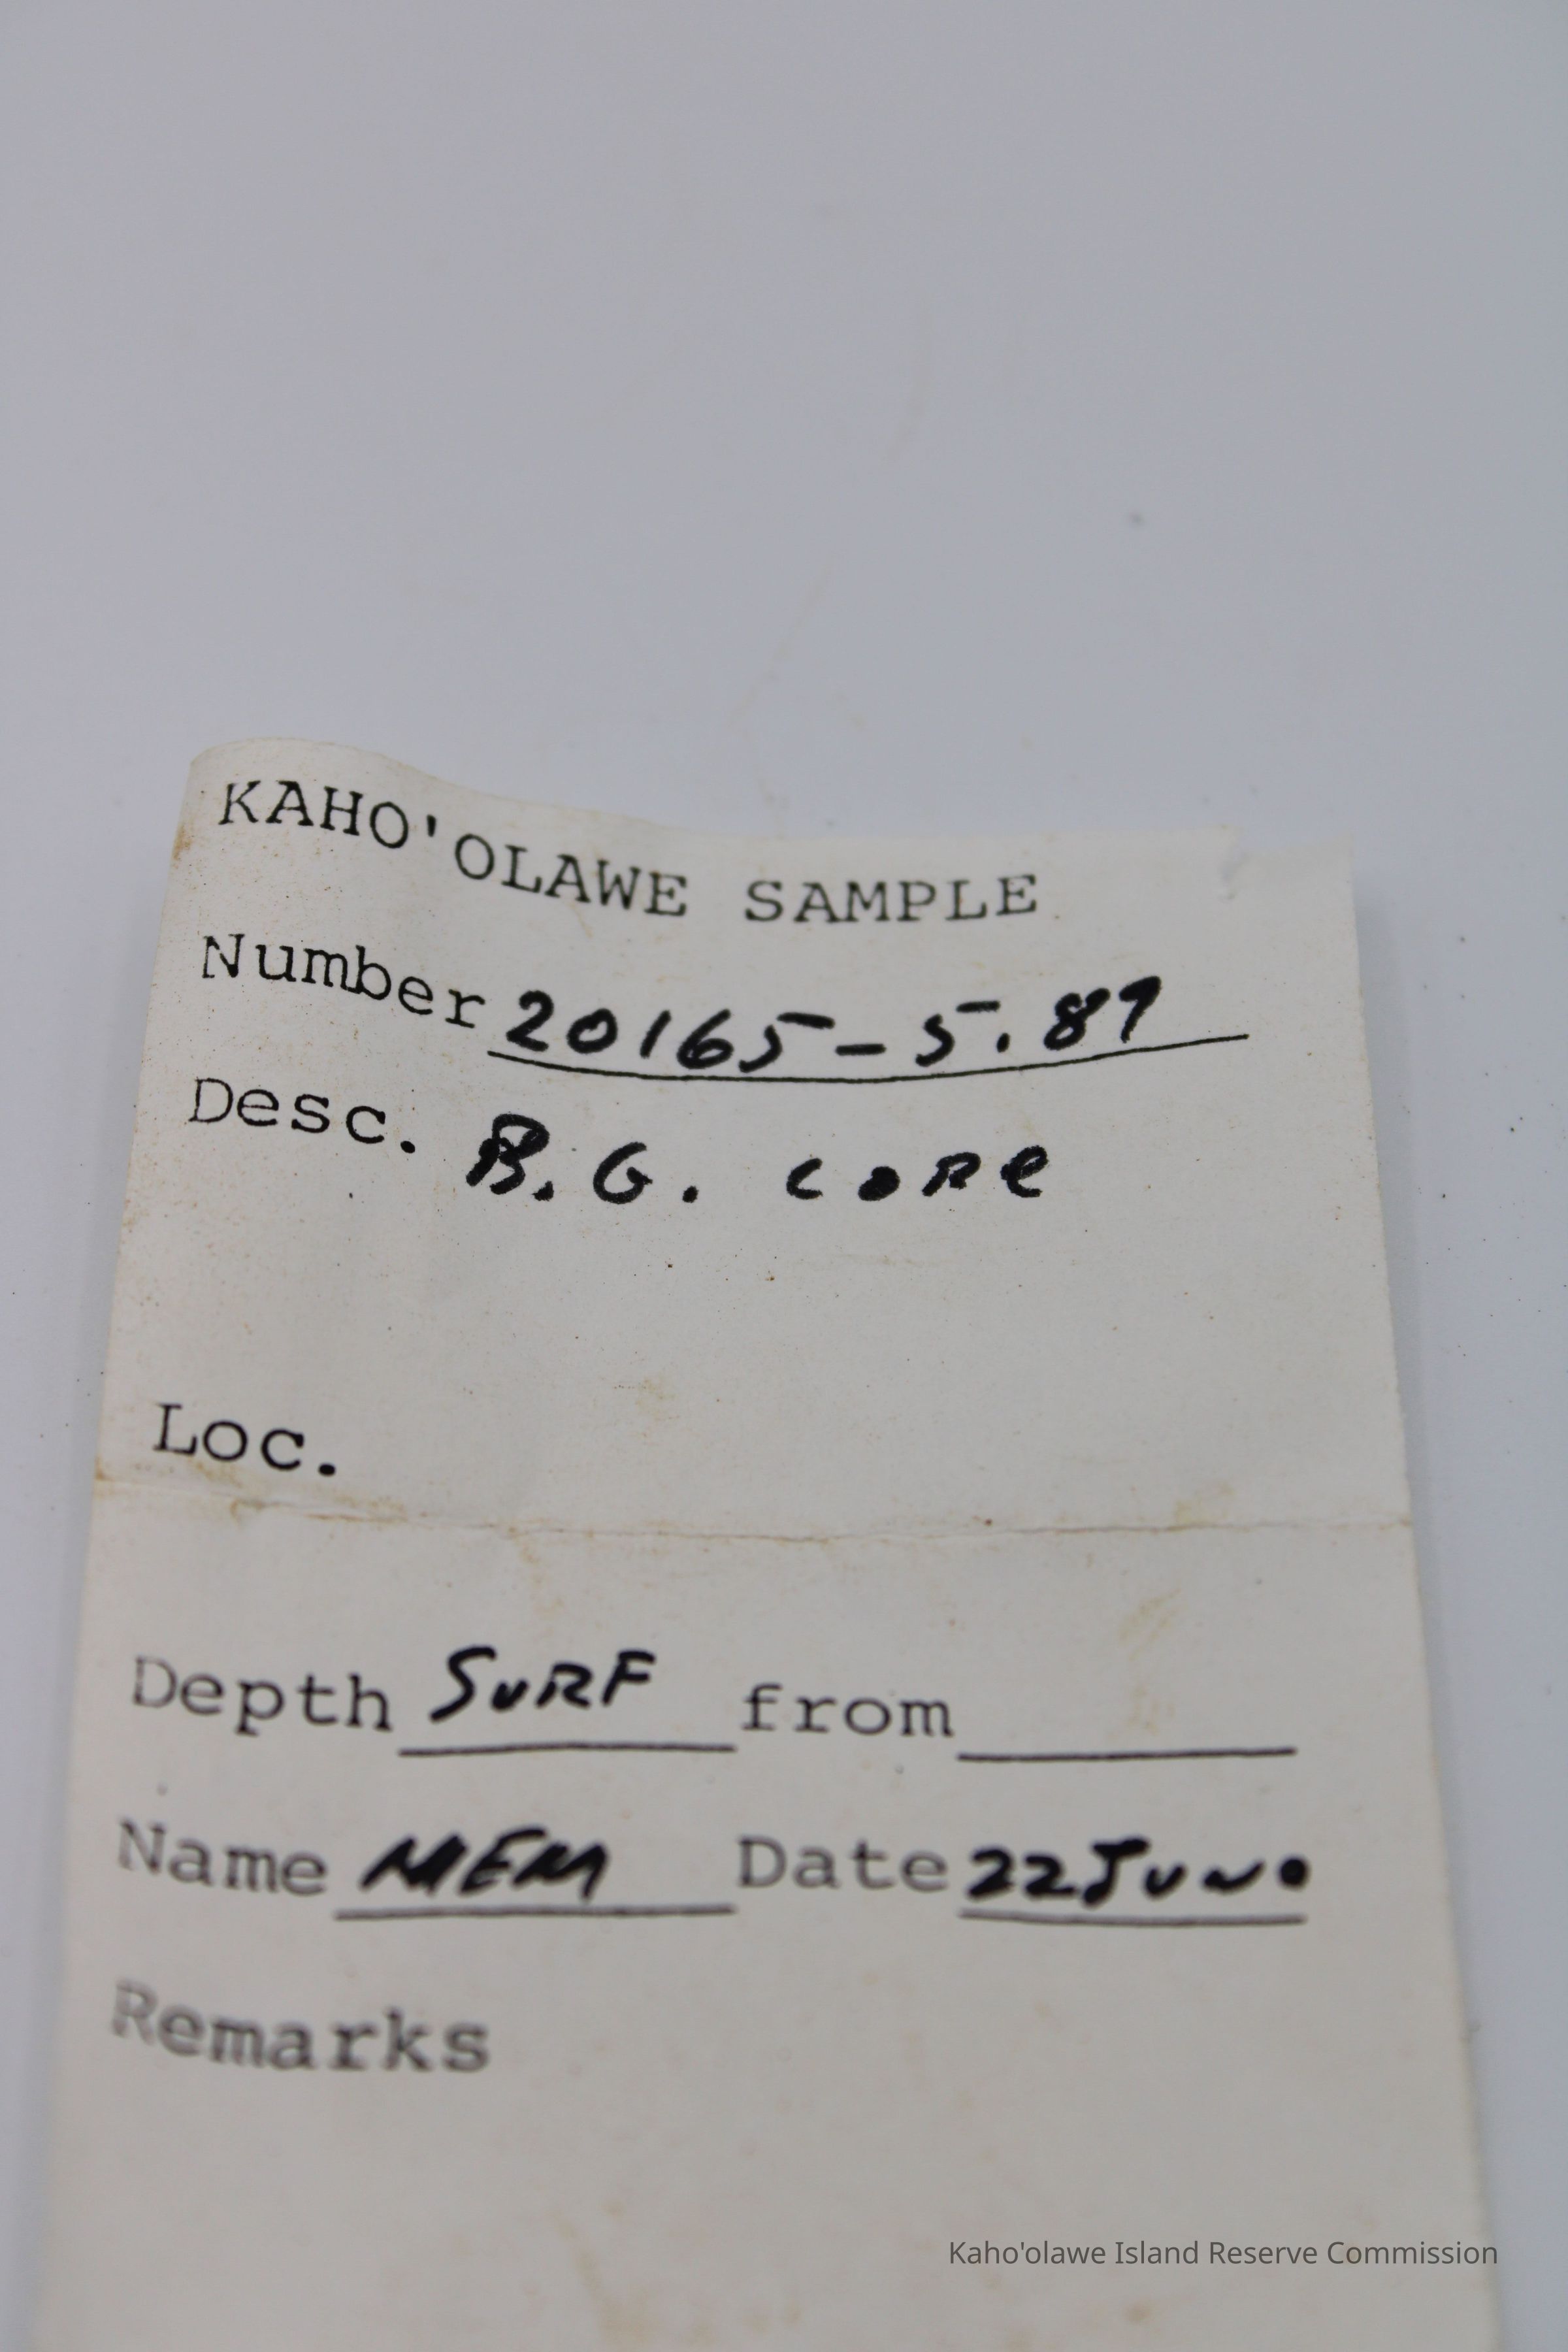 KAHO'OLAWE SAMPLE
Number 20165-5.89
Desc. B.G. core
Loc.
Depth SURF from
Name MEM Date 22 June
Remarks
Kaho'olawe Island Reserve Commission